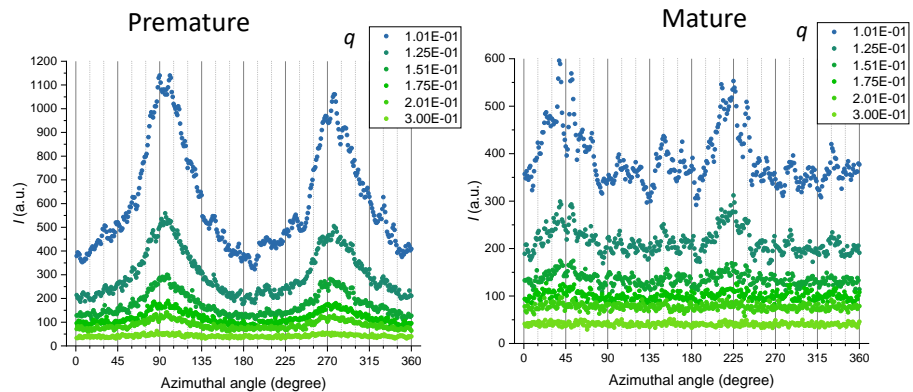 Premature
q
1.01E-01
1.25E-01
1.51E-01
1.75E-01
2.01E-01
3.00E-01
1200
1100
1000
900
800
700
600
500
400
300
200
100
0
I (a.u.)
0 45 90 135 180 225 270 315 360
Azimuthal angle (degree)
Mature
q
1.01E-01
1.25E-01
1.51E-01
1.75E-01
2.01E-01
3.00E-01
600
500
400
300
200
100
0
I (a.u.)
0 45 90 135 180 225 270 315 360
Azimuthal angle (degree)